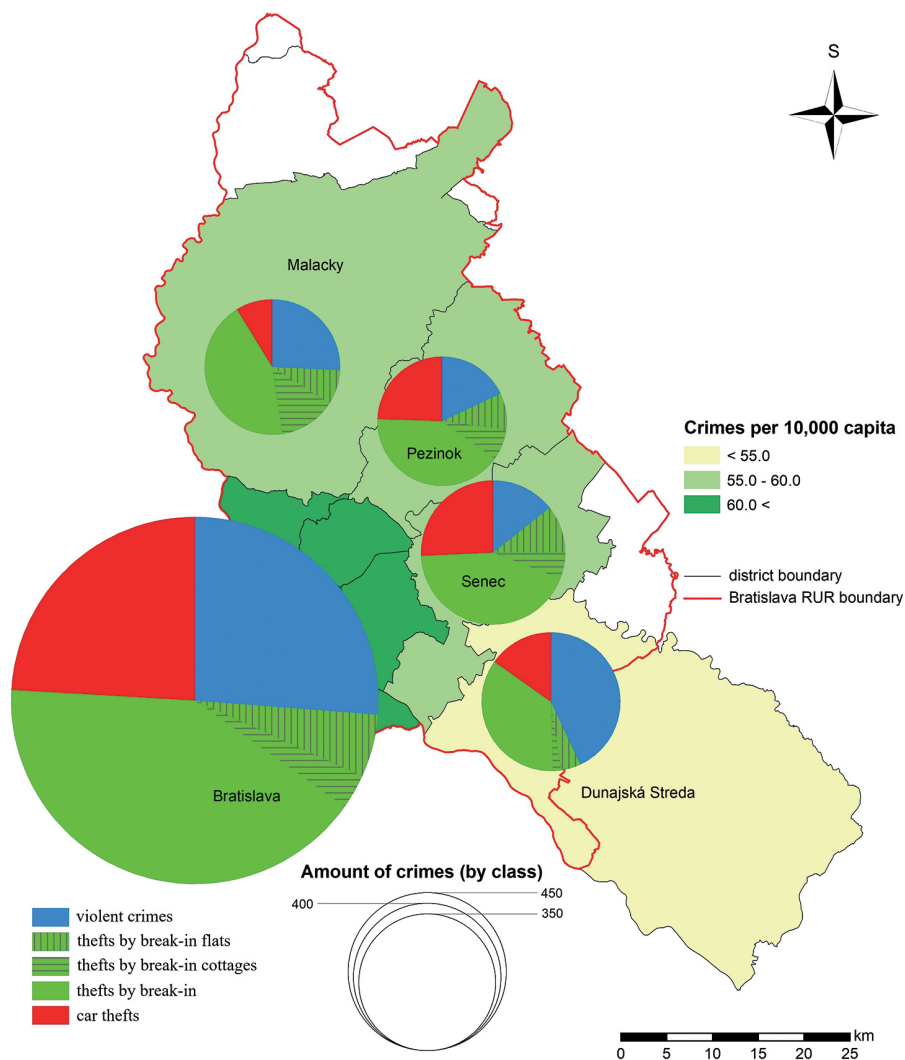 S
Malacky
Pezinok
Crimes per 10,000 capita
< 55.0
55.0 - 60.0
60.0 <
Senec
district boundary
Bratislava RUR boundary
Bratislava
Dunajská Streda
Amount of crimes (by class)
450
400
350
violent crimes
thefts by break-in flats
thefts by break-in cottages
thefts by break-in
car thefts
km
0 5 10 15 20 25